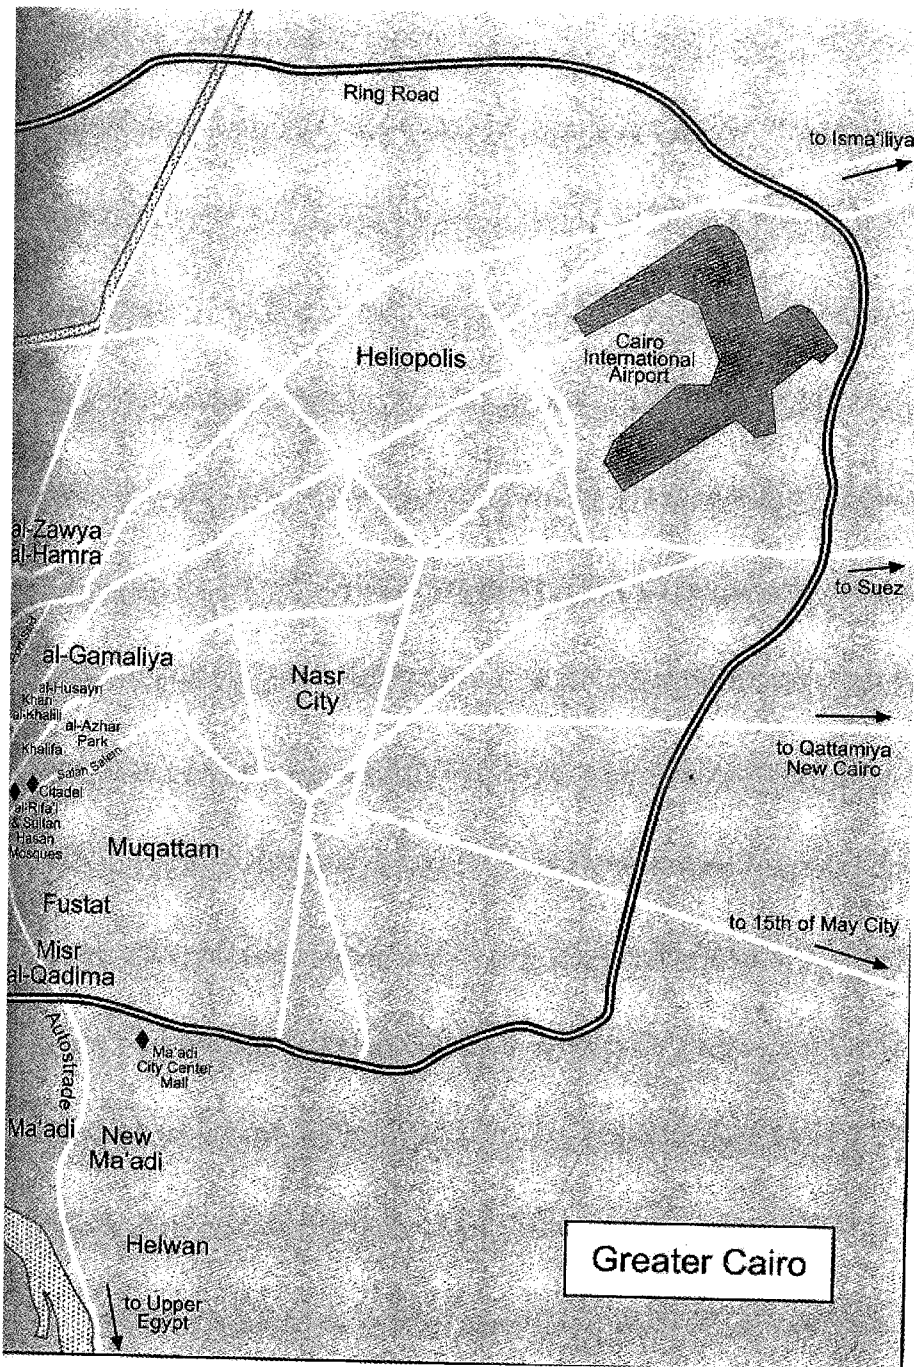 Ring Road
to Isma'iliya
Cairo
International
Airport
Heliopolis
al-Zawya
al-Hamra
to Suez
al-Gamaliya
Nasr
City
al-Husayn
Khan
al-Khalili
al-Azhar
Park
Khalifa
Salah Salem
to Qattamiya
New Cairo
Citadel
al-Rifa'i
& Sultan
Hasan
Mosques
Muqattam
Fustat
to 15th of May City
Misr
al-Qadima
Autostrade
Ma'adi
City Center
Mall
Ma'adi
New
Ma'adi
Helwan
Greater Cairo
to Upper
Egypt